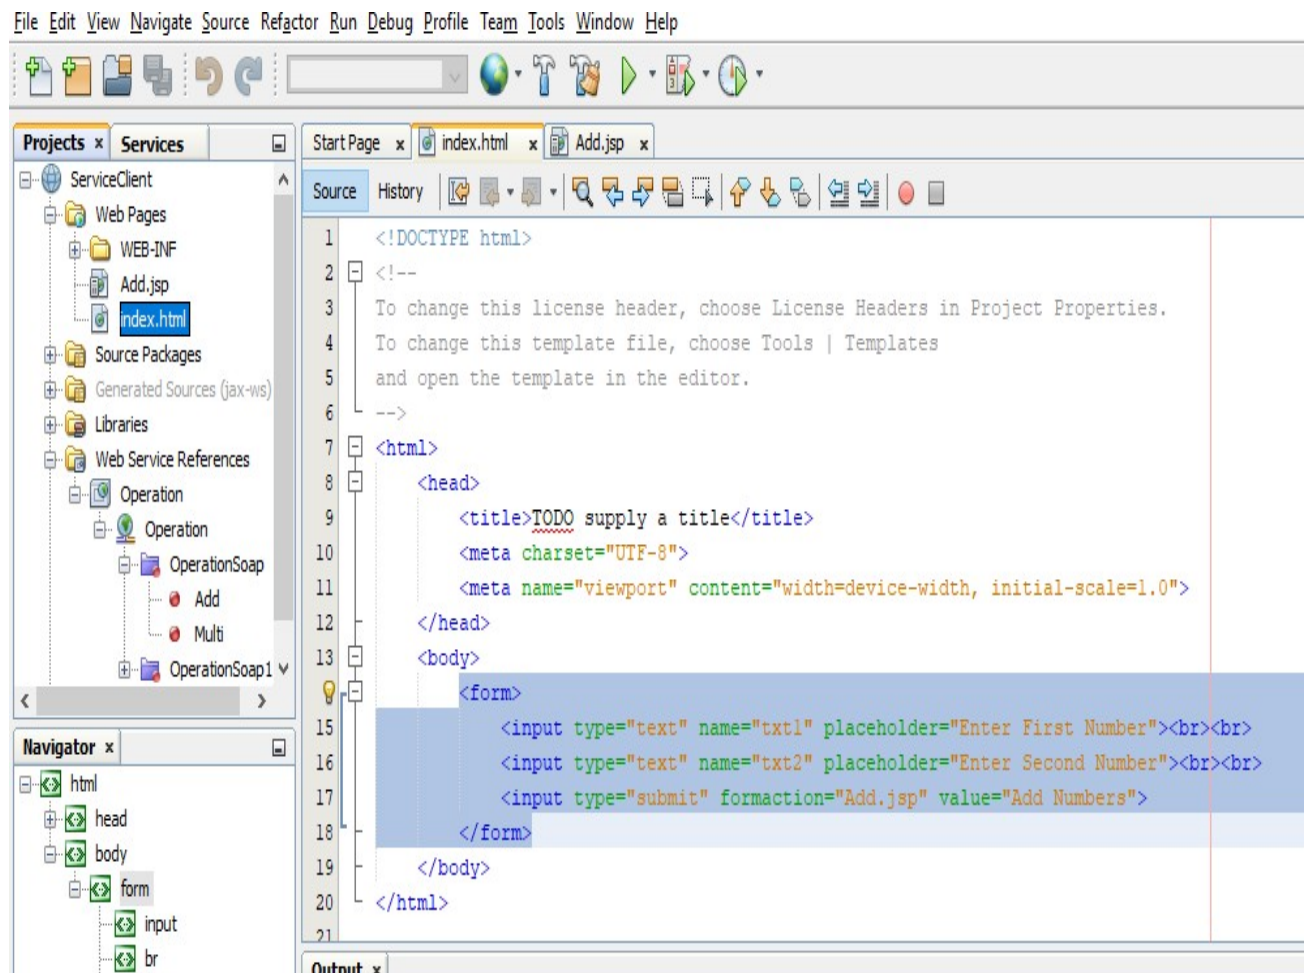 File Edit View Navigate Source Refactor Run Debug Profile Team Tools Window Help
Projects x Services
ServiceClient
Web Pages
WEB-INF
Add.jsp
index.html
Source Packages
Generated Sources (jax-ws)
Libraries
Web Service References
Operation
Operation
OperationSoap
Add
Multi
OperationSoap1
Navigator x
html
head
body
form
input
br
Start Page x index.html x Add.jsp x
Source History
1 <!DOCTYPE html>
2 <!--
3 To change this license header, choose License Headers in Project Properties.
4 To change this template file, choose Tools | Templates
5 and open the template in the editor.
6 -->
7 <html>
8 <head>
9 <title>TODO supply a title</title>
10 <meta charset="UTF-8">
11 <meta name="viewport" content="width=device-width, initial-scale=1.0">
12 </head>
13 <body>
<form>
15 <input type="text" name="txt1" placeholder="Enter First Number"><br><br>
16 <input type="text" name="txt2" placeholder="Enter Second Number"><br><br>
17 <input type="submit" formaction="Add.jsp" value="Add Numbers">
18 </form>
19 </body>
20 </html>
21
Output x